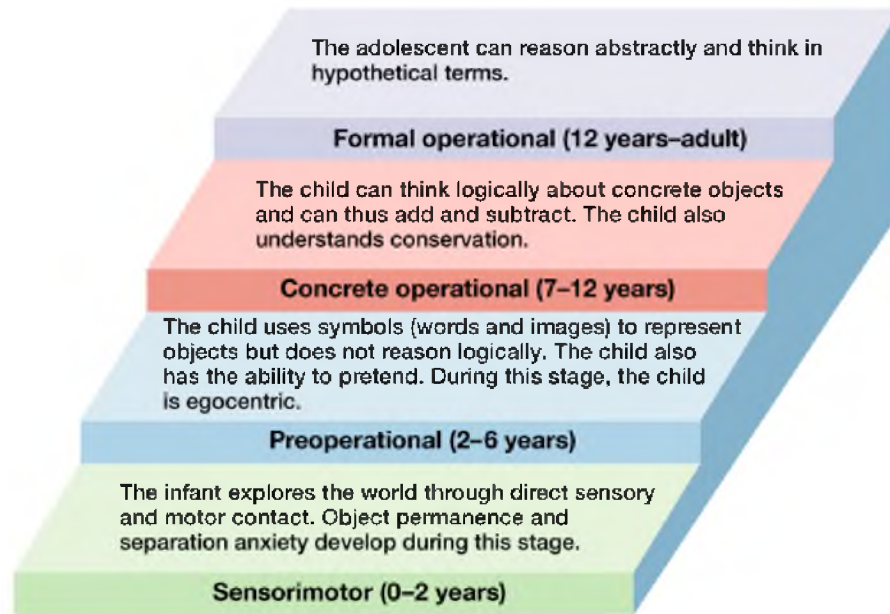 The adolescent can reason abstractly and think in
hypothetical terms.
Formal operational (12 years–adult)
The child can think logically about concrete objects
and can thus add and subtract. The child also
understands conservation.
Concrete operational (7–12 years)
The child uses symbols (words and images) to represent
objects but does not reason logically. The child also
has the ability to pretend. During this stage, the child
is egocentric.
Preoperational (2–6 years)
The infant explores the world through direct sensory
and motor contact. Object permanence and
separation anxiety develop during this stage.
Sensorimotor (0–2 years)